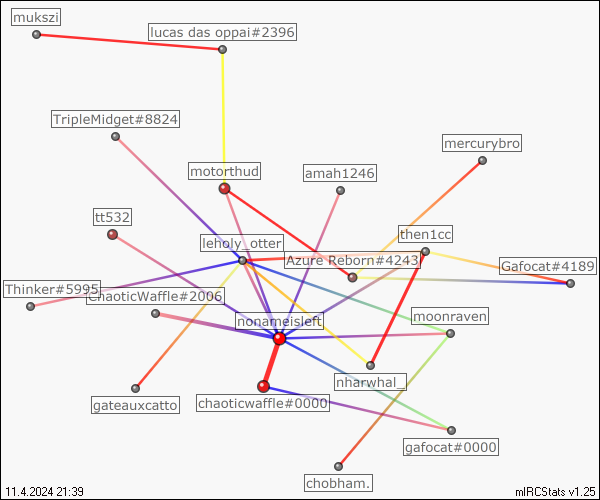 mukszi
lucas das oppai#2396
TripleMidget#8824
mercurybro
motorthud
amah1246
tt532
then1cc
leholy_otter
Azure Reborn#4243
Gafocat#4189
Thinker#5995
ChaoticWaffle#2006
nonameisleft
moonraven
nharwhal_
gateauxcatto
chaoticwaffle#0000
gafocat#0000
chobham.
11.4.2024 21:39
mIRCStats v1.25